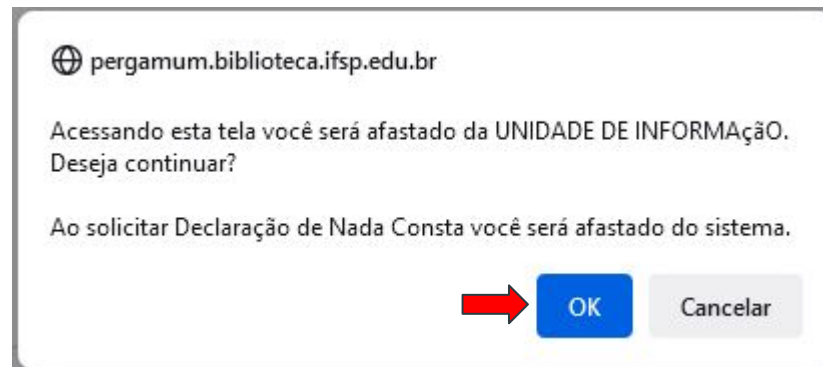 pergamum.biblioteca.ifsp.edu.br
Acessando esta tela você será afastado da UNIDADE DE INFORMAçãO.
Deseja continuar?
Ao solicitar Declaração de Nada Consta você será afastado do sistema.
OK
Cancelar